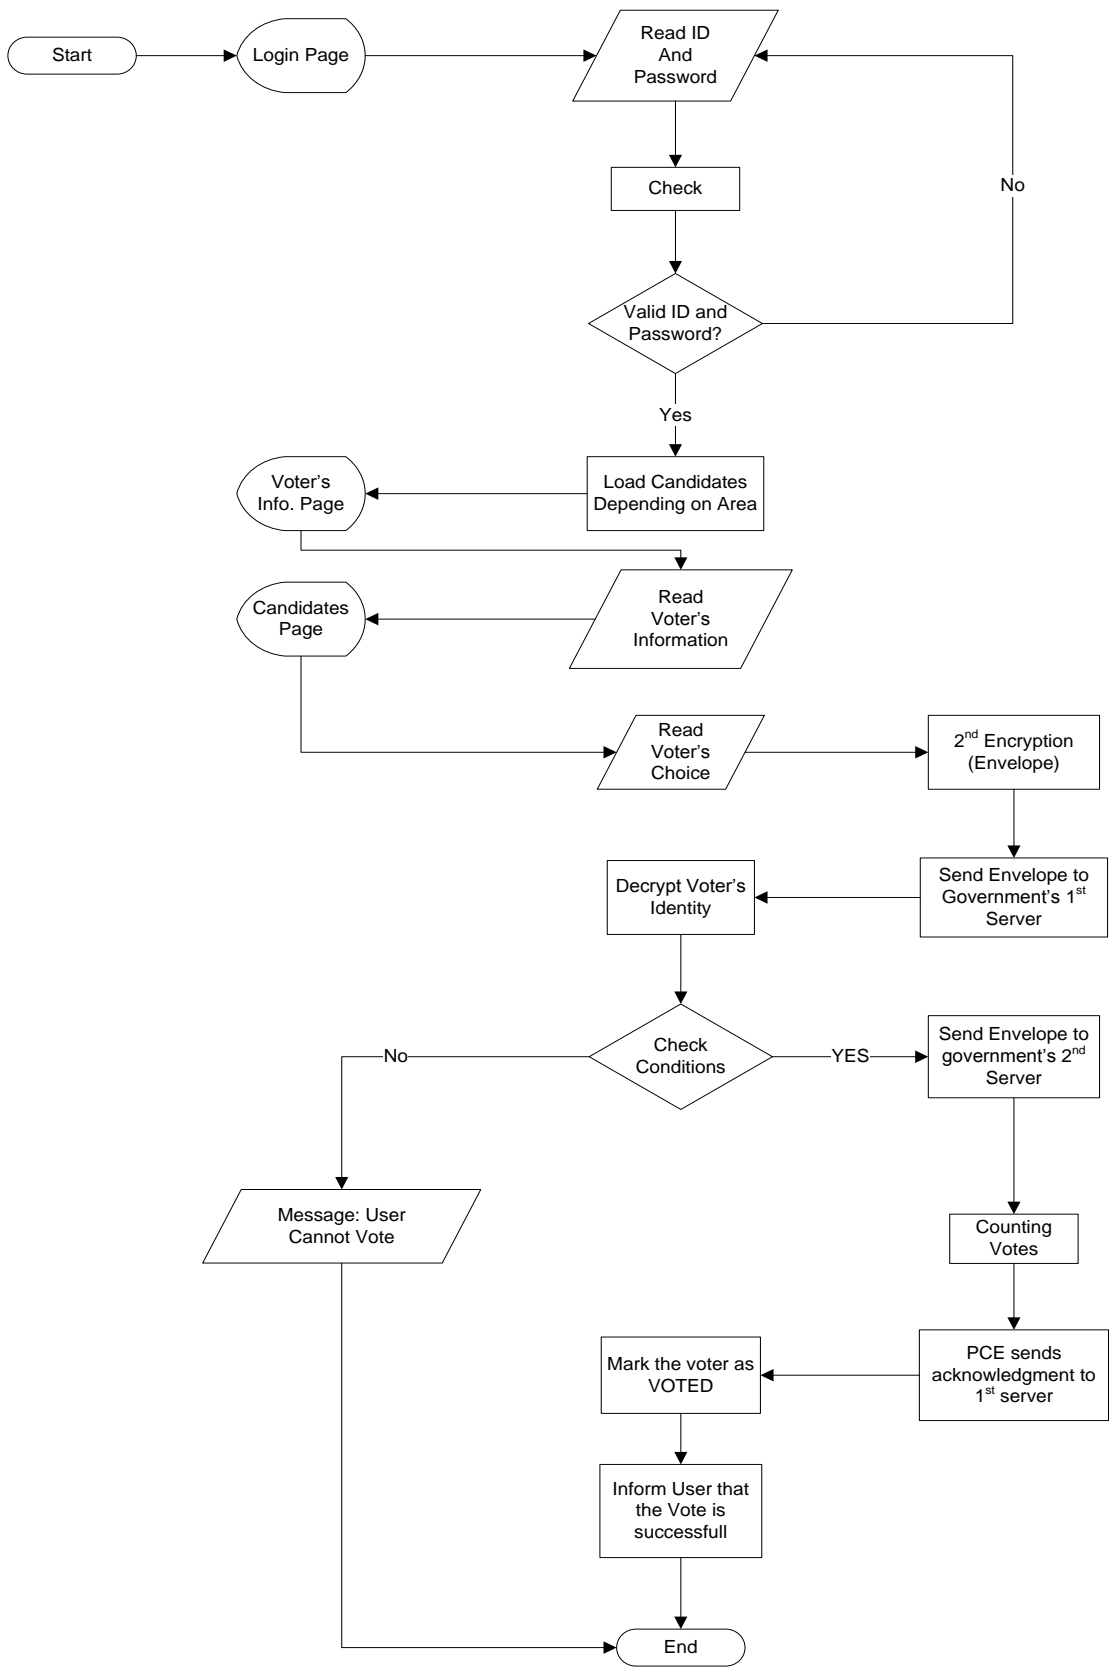 Start
Login Page
Read ID
And
Password
Check
No
Valid ID and
Password?
Yes
Load Candidates
Depending on Area
Voter's
Info. Page
Read
Voter's
Information
Candidates
Page
Read
Voter's
Choice
2nd Encryption
(Envelope)
Send Envelope to
Government's 1st
Server
Decrypt Voter's
Identity
Check
Conditions
No
YES
Send Envelope to
government's 2nd
Server
Message: User
Cannot Vote
Counting
Votes
PCE sends
acknowledgment to
1st server
Mark the voter as
VOTED
Inform User that
the Vote is
successfull
End